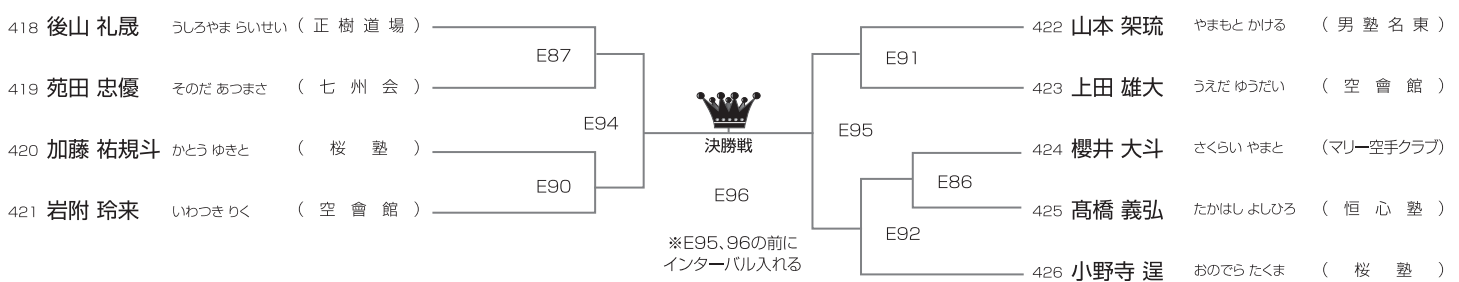 418 後山 礼晟 うしろやま らいせい （正樹道場）
E87
419 苑田 忠優 そのだ あつまさ （七州会）
E94
420 加藤 祐規斗 かとう ゆきと （桜塾）
E90
421 岩附 玲来 いわつき りく （空會館）
決勝戦
E96
※E95、96の前に
インターバル入れる
422 山本 架琉 やまもと かける （男塾名東）
E91
423 上田 雄大 うえだ ゆうだい （空會館）
E95
424 櫻井 大斗 さくらい やまと （マリー空手クラブ）
E86
425 髙橋 義弘 たかはし よしひろ （恒心塾）
E92
426 小野寺 逞 おのでら たくま （桜塾）